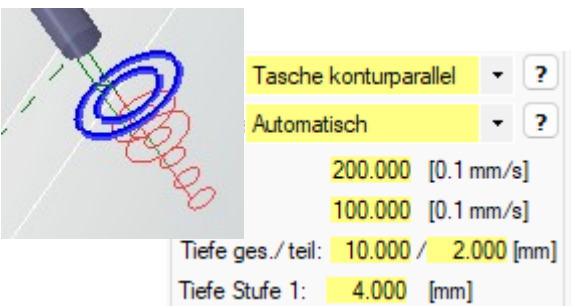 Tasche konturparallel ?
Automatisch ?
200.000 [0.1 mm/s]
100.000 [0.1 mm/s]
Tiefe ges./ teil: 10.000 / 2.000 [mm]
Tiefe Stufe 1: 4.000 [mm]